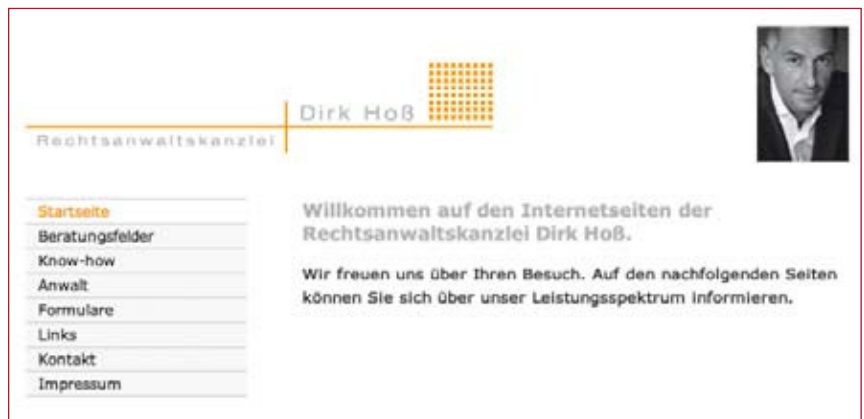 Dirk Hoß
Rechtsanwaltskanzlei
Startseite
Beratungsfelder
Know-how
Anwalt
Formulare
Links
Kontakt
Impressum
Willkommen auf den Internetseiten der
Rechtsanwaltskanzlei Dirk Hoß.
Wir freuen uns über Ihren Besuch. Auf den nachfolgenden Seiten
können Sie sich über unser Leistungsspektrum informieren.